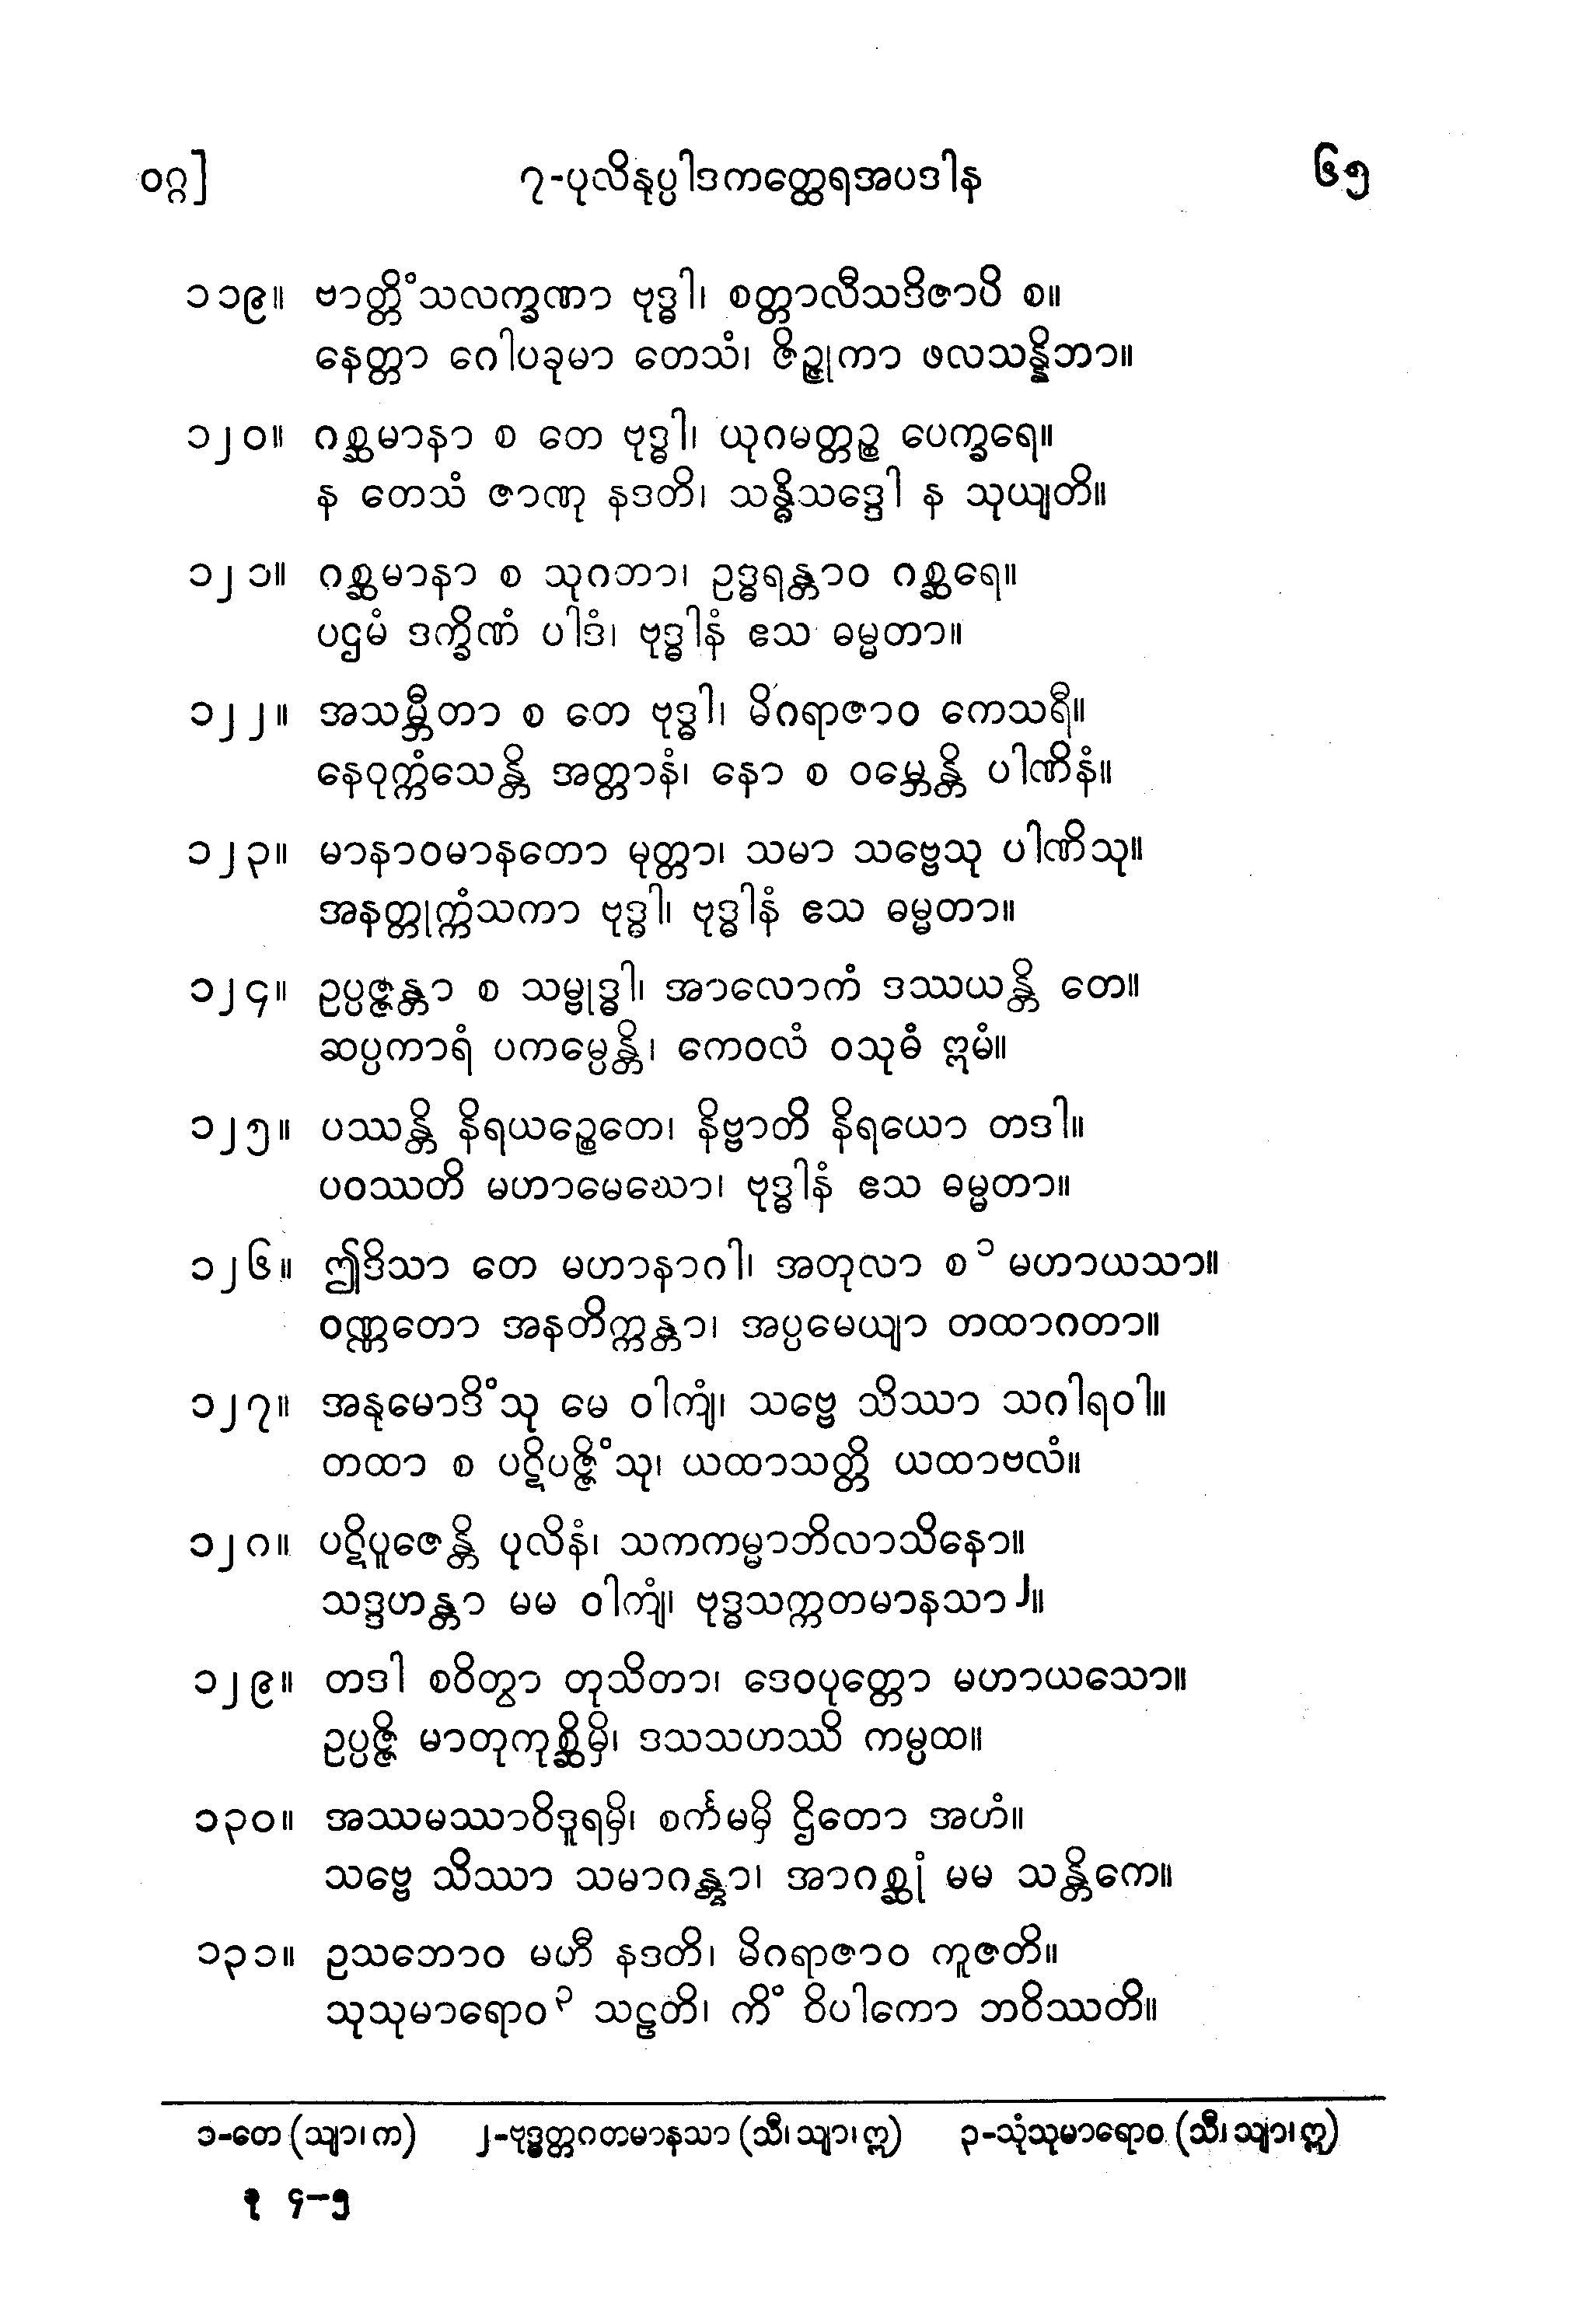 ဝဂ္ဂ] ၇-ပုလိနုပ္ပါဒကတ္ထေရအပဒါန ၆၅
၁၁၉။ ဗာတ္တိံသလက္ခဏာ ဗုဒ္ဓါ၊ စတ္တာလီသဒိဇာပိ စ။
နေတ္တာ ဂေါပခုမာ တေသံ၊ ဇိဉ္ဇုကာ ဖလသန္နိဘာ။
၁၂၀။ ဂစ္ဆမာနာ စ တေ ဗုဒ္ဓါ၊ ယုဂမတ္တဉ္စ ပေက္ခရေ။
န တေသံ ဇာဏု နဒတိ၊ သန္ဓိသဒ္ဒေါ န သုယျတိ။
၁၂၁။ ဂစ္ဆမာနာ စ သုဂဘာ၊ ဥဒ္ဓရန္တာဝ ဂစ္ဆရေ။
ပဌမံ ဒက္ခိဏံ ပါဒံ၊ ဗုဒ္ဓါနံ ဧသ ဓမ္မတာ။
၁၂၂။ အသမ္ဘီတာ စ တေ ဗုဒ္ဓါ၊ မိဂရာဇာဝ ကေသရီ။
နေဝုက္ကံသေန္တိ အတ္တာနံ၊ နော စ ဝမ္ဘေန္တိ ပါဏိနံ။
၁၂၃။ မာနာဝမာနတော မုတ္တာ၊ သမာ သဗ္ဗေသု ပါဏိသု။
အနတ္တုက္ကံသကာ ဗုဒ္ဓါ၊ ဗုဒ္ဓါနံ ဧသ ဓမ္မတာ။
၁၂၄။ ဥပ္ပဇ္ဇန္တာ စ သမ္ဗုဒ္ဓါ၊ အာလောကံ ဒဿယန္တိ တေ။
ဆပ္ပကာရံ ပကမ္ပေန္တိ၊ ကေဝလံ ဝသုဓံ ဣမံ။
၁၂၅။ ပဿန္တိ နိရယဉ္စေတေ၊ နိဗ္ဗာတိ နိရယော တဒါ။
ပဝဿတိ မဟာမေဃော၊ ဗုဒ္ဓါနံ ဧသ ဓမ္မတာ။
၁၂၆။ ဤဒိသာ တေ မဟာနာဂါ၊ အတုလာ စ ၁ မဟာယသာ။
ဝဏ္ဏတော အနတိက္ကန္တာ၊ အပ္ပမေယျာ တထာဂတာ။
၁၂၇။ အနုမောဒိံသု မေ ဝါကျံ၊ သဗ္ဗေ သိဿာ သဂါရဝါ။
တထာ စ ပဋိပဇ္ဇိံသု၊ ယထာသတ္တိ ယထာဗလံ။
၁၂၈။ ပဋိပူဇေန္တိ ပုလိနံ၊ သကကမ္မာဘိလာသိနော။
သဒ္ဒဟန္တာ မမ ဝါကျံ၊ ဗုဒ္ဓသက္ကတမာနသာ ၂။
၁၂၉။ တဒါ စဝိတွာ တုသိတာ၊ ဒေဝပုတ္တော မဟာယသော။
ဥပ္ပဇ္ဇိ မာတုကုစ္ဆိမှိ၊ ဒသသဟဿိ ကမ္ပထ။
၁၃၀။ အဿမဿာဝိဒူရမှိ၊ စင်္ကမမှိ ဌိတော အဟံ။
သဗ္ဗေ သိဿာ သမာဂန္တွာ၊ အာဂစ္ဆုံ မမ သန္တိကေ။
၁၃၁။ ဥသဘောဝ မဟီ နဒတိ၊ မိဂရာဇာဝ ကူဇတိ။
သုသုမာရောဝ ၃ သဠတိ၊ ကိံ ဝိပါကော ဘဝိဿတိ။
၁-တေ (သျာ၊ က) ၂-ဗုဒ္ဓတ္တဂတမာနသာ (သီ၊ သျာ၊ ဣ) ၃-သုံသုမာရောဝ (သီ၊ သျာ၊ ဣ)
ခု ၄-၅